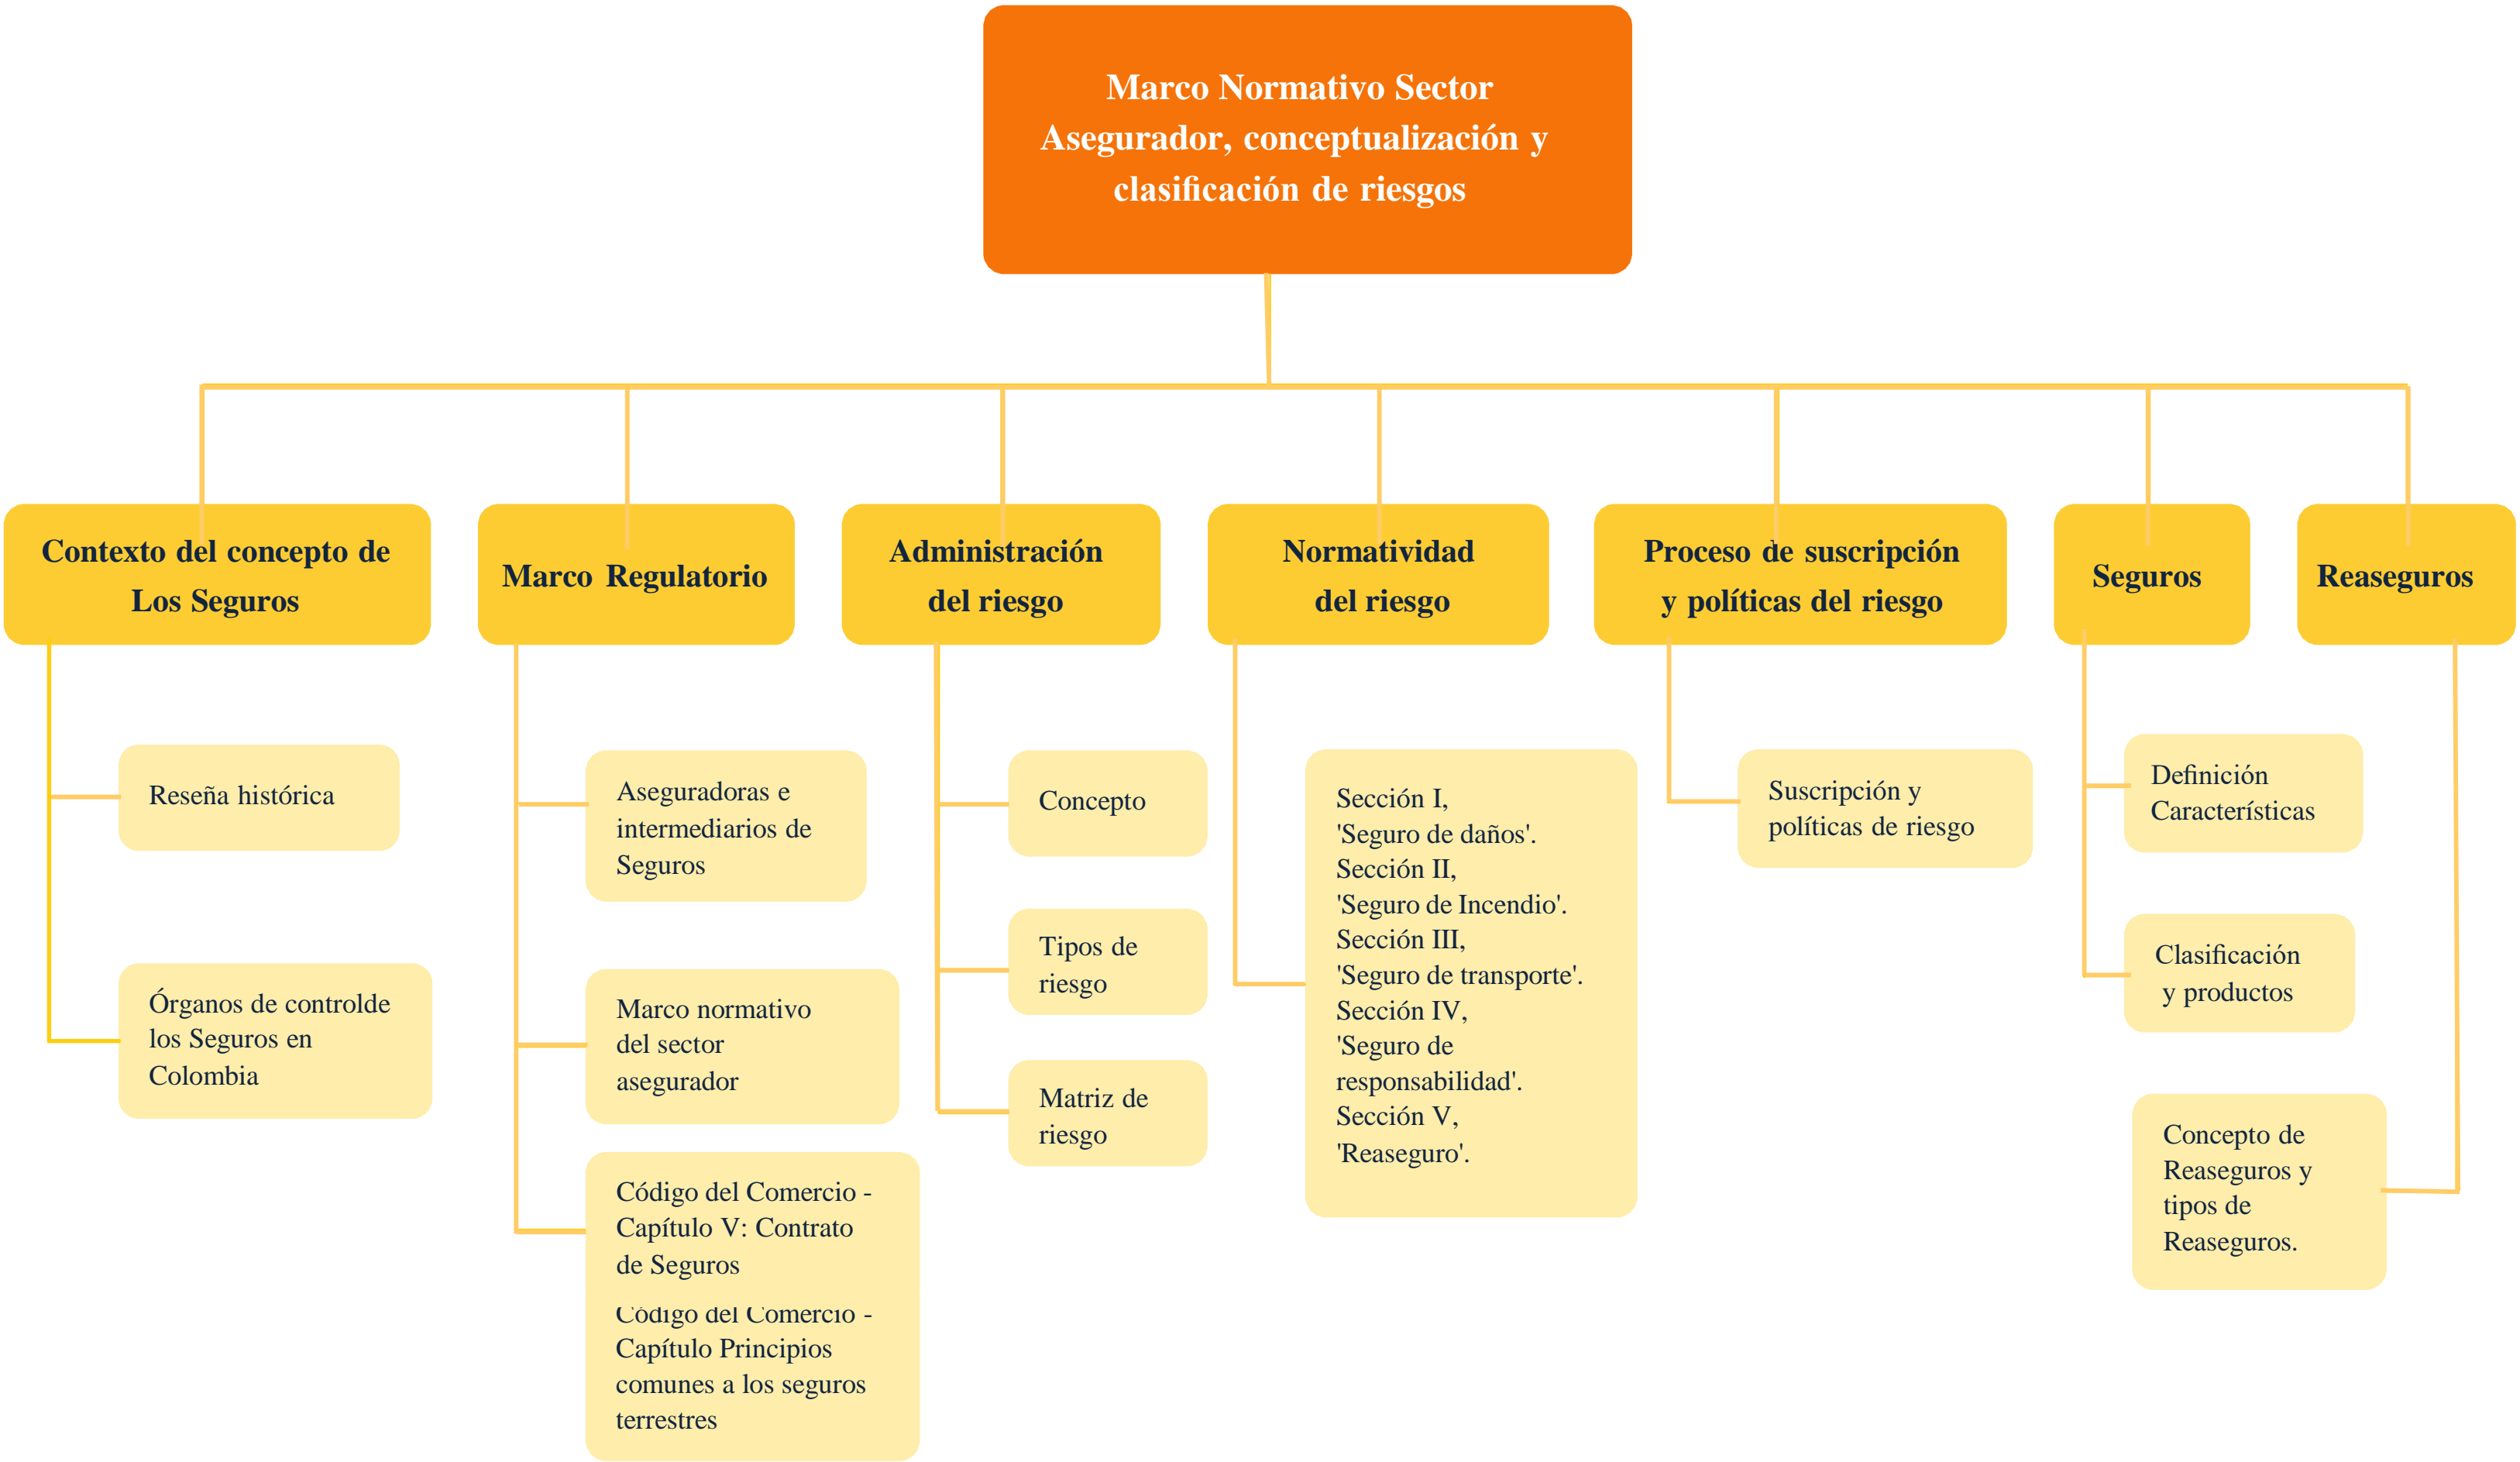 Marco Normativo Sector
Asegurador, conceptualización y
clasificación de riesgos
Contexto del concepto de
Los Seguros
Marco Regulatorio
Administración
del riesgo
Normatividad
del riesgo
Proceso de suscripción
y políticas del riesgo
Seguros
Reaseguros
Reseña histórica
Órganos de controlde
los Seguros en
Colombia
Aseguradoras e
intermediarios de
Seguros
Marco normativo
del sector
asegurador
Código del Comercio -
Capítulo V: Contrato
de Seguros
Código del Comercio -
Capítulo Principios
comunes a los seguros
terrestres
Concepto
Tipos de
riesgo
Matriz de
riesgo
Sección I,
'Seguro de daños'.
Sección II,
'Seguro de Incendio'.
Sección III,
'Seguro de transporte'.
Sección IV,
'Seguro de
responsabilidad'.
Sección V,
'Reaseguro'.
Suscripción y
políticas de riesgo
Definición
Características
Clasificación
y productos
Concepto de
Reaseguros y
tipos de
Reaseguros.